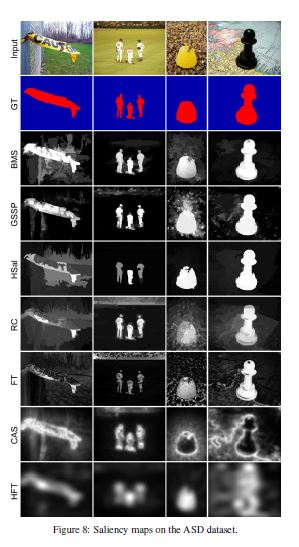 Input
GT
BMS
GSSP
HSal
RC
FT
CAS
HFT
Figure 8: Saliency maps on the ASD dataset.